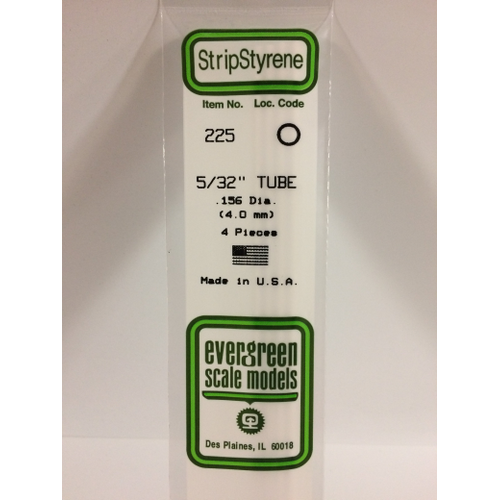 StripStyrene
Item No. Loc. Code
225
5/32" TUBE
.156 Dia.
(4.0 mm)
4 Pieces
Made in U.S.A.
evergreen
scale models
Des Plaines, IL 60018